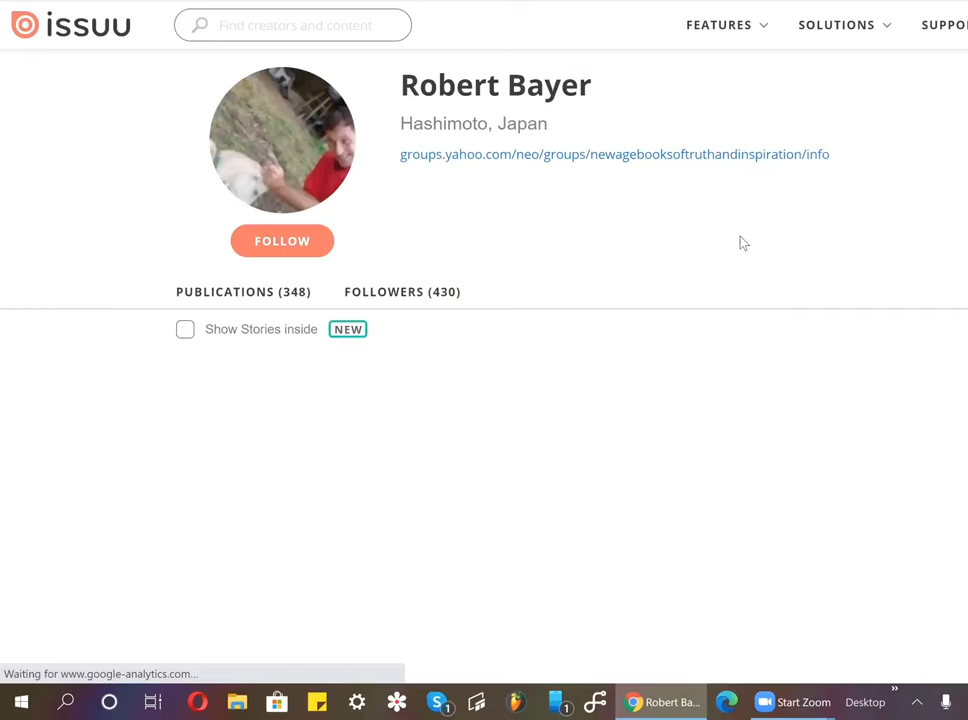 issuu
Find creators and content
FEATURES
SOLUTIONS
SUPPO
Robert Bayer
Hashimoto, Japan
groups.yahoo.com/neo/groups/newagebooksoftruthandinspiration/info
FOLLOW
PUBLICATIONS (348)
FOLLOWERS (430)
Show Stories inside
NEW
Waiting for www.google-analytics.com...
1
1
Robert Ba...
Start Zoom
Desktop